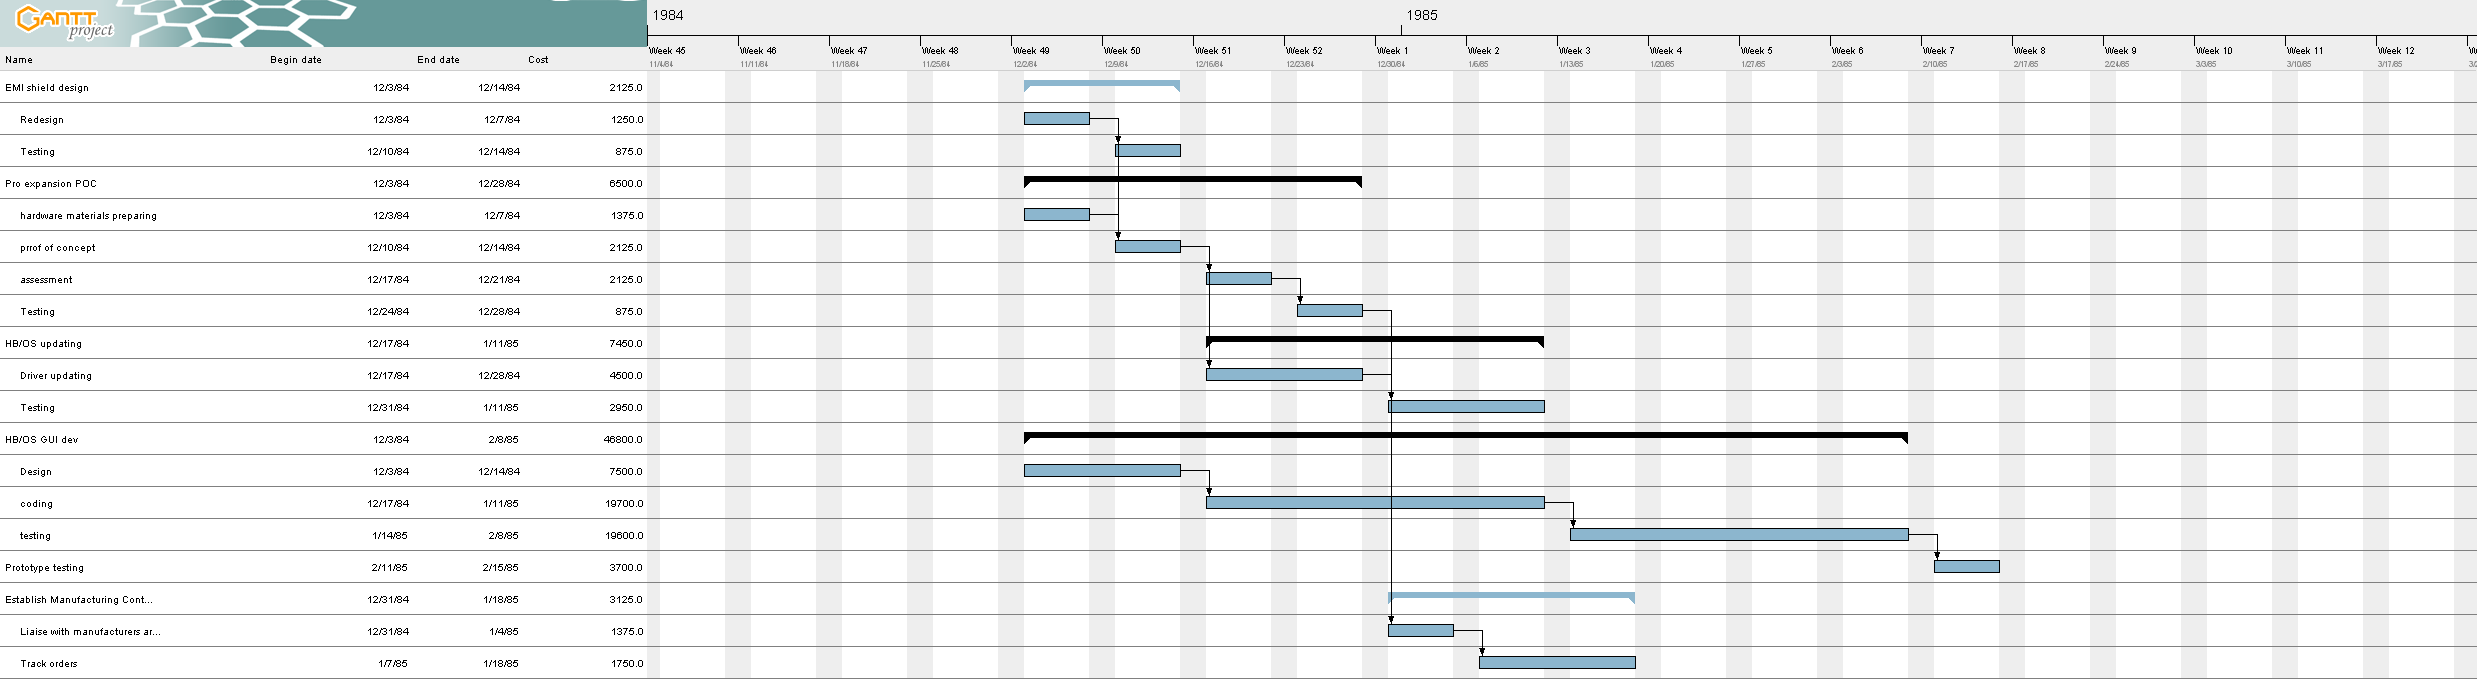 GANTT
project
1984 1985
Week 45 Week 46 Week 47 Week 48 Week 49 Week 50 Week 51 Week 52 Week 1 Week 2 Week 3 Week 4 Week 5 Week 6 Week 7 Week 8 Week 9 Week 10 Week 11 Week 12
Name Begin date End date Cost
11/4/84 11/11/84 11/18/84 11/25/84 12/2/84 12/9/84 12/16/84 12/23/84 12/30/84 1/6/85 1/13/85 1/20/85 1/27/85 2/3/85 2/10/85 2/17/85 2/24/85 3/3/85 3/10/85 3/17/85
EMI shield design 12/3/84 12/14/84 2125.0
Redesign 12/3/84 12/7/84 1250.0
Testing 12/10/84 12/14/84 875.0
Pro expansion POC 12/3/84 12/28/84 6500.0
hardware materials preparing 12/3/84 12/7/84 1375.0
prrof of concept 12/10/84 12/14/84 2125.0
assessment 12/17/84 12/21/84 2125.0
Testing 12/24/84 12/28/84 875.0
HB/OS updating 12/17/84 1/11/85 7450.0
Driver updating 12/17/84 12/28/84 4500.0
Testing 12/31/84 1/11/85 2950.0
HB/OS GUI dev 12/3/84 2/8/85 46800.0
Design 12/3/84 12/14/84 7500.0
coding 12/17/84 1/11/85 19700.0
testing 1/14/85 2/8/85 19600.0
Prototype testing 2/11/85 2/15/85 3700.0
Establish Manufacturing Cont... 12/31/84 1/18/85 3125.0
Liaise with manufacturers ar... 12/31/84 1/4/85 1375.0
Track orders 1/7/85 1/18/85 1750.0